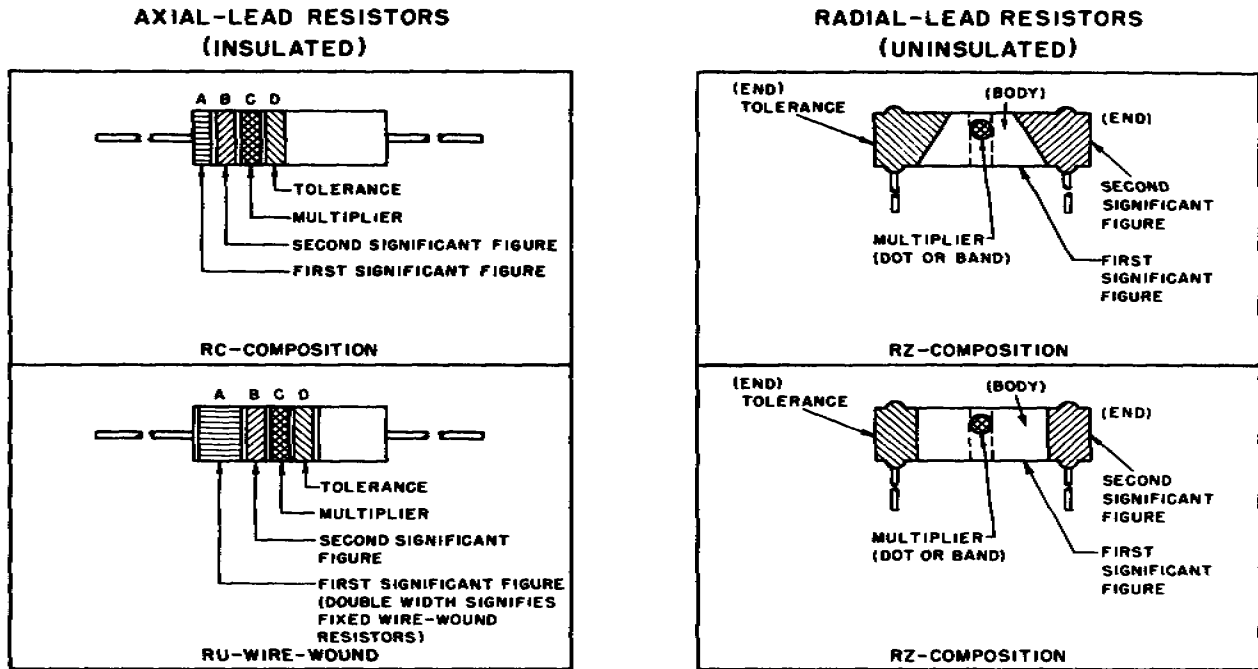 AXIAL-LEAD RESISTORS
(INSULATED)
A B C D
TOLERANCE
MULTIPLIER
SECOND SIGNIFICANT FIGURE
FIRST SIGNIFICANT FIGURE
RC-COMPOSITION
A B C D
TOLERANCE
MULTIPLIER
SECOND SIGNIFICANT
FIGURE
FIRST SIGNIFICANT FIGURE
(DOUBLE WIDTH SIGNIFIES
FIXED WIRE-WOUND
RESISTORS)
RU-WIRE-WOUND
RADIAL-LEAD RESISTORS
(UNINSULATED)
(END)
TOLERANCE
(BODY)
(END)
SECOND
SIGNIFICANT
FIGURE
MULTIPLIER
(DOT OR BAND)
FIRST
SIGNIFICANT
FIGURE
RZ-COMPOSITION
(END)
TOLERANCE
(BODY)
(END)
SECOND
SIGNIFICANT
FIGURE
MULTIPLIER
(DOT OR BAND)
FIRST
SIGNIFICANT
FIGURE
RZ-COMPOSITION